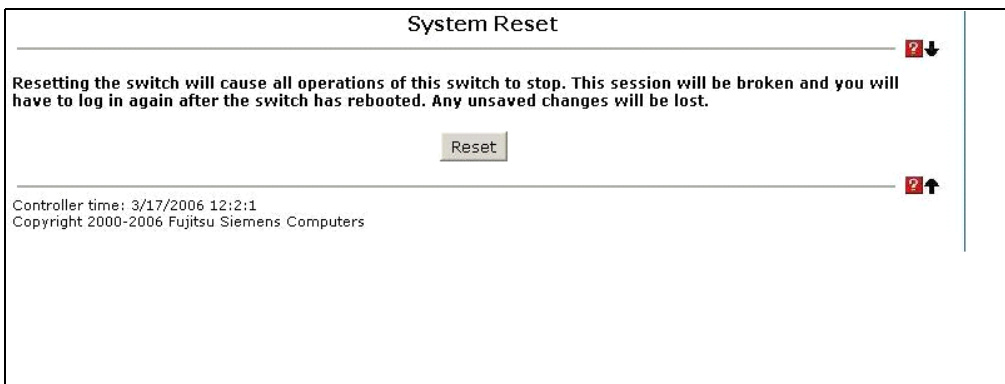 System Reset
?
Resetting the switch will cause all operations of this switch to stop. This session will be broken and you will
have to log in again after the switch has rebooted. Any unsaved changes will be lost.
Reset
?
Controller time: 3/17/2006 12:2:1
Copyright 2000-2006 Fujitsu Siemens Computers